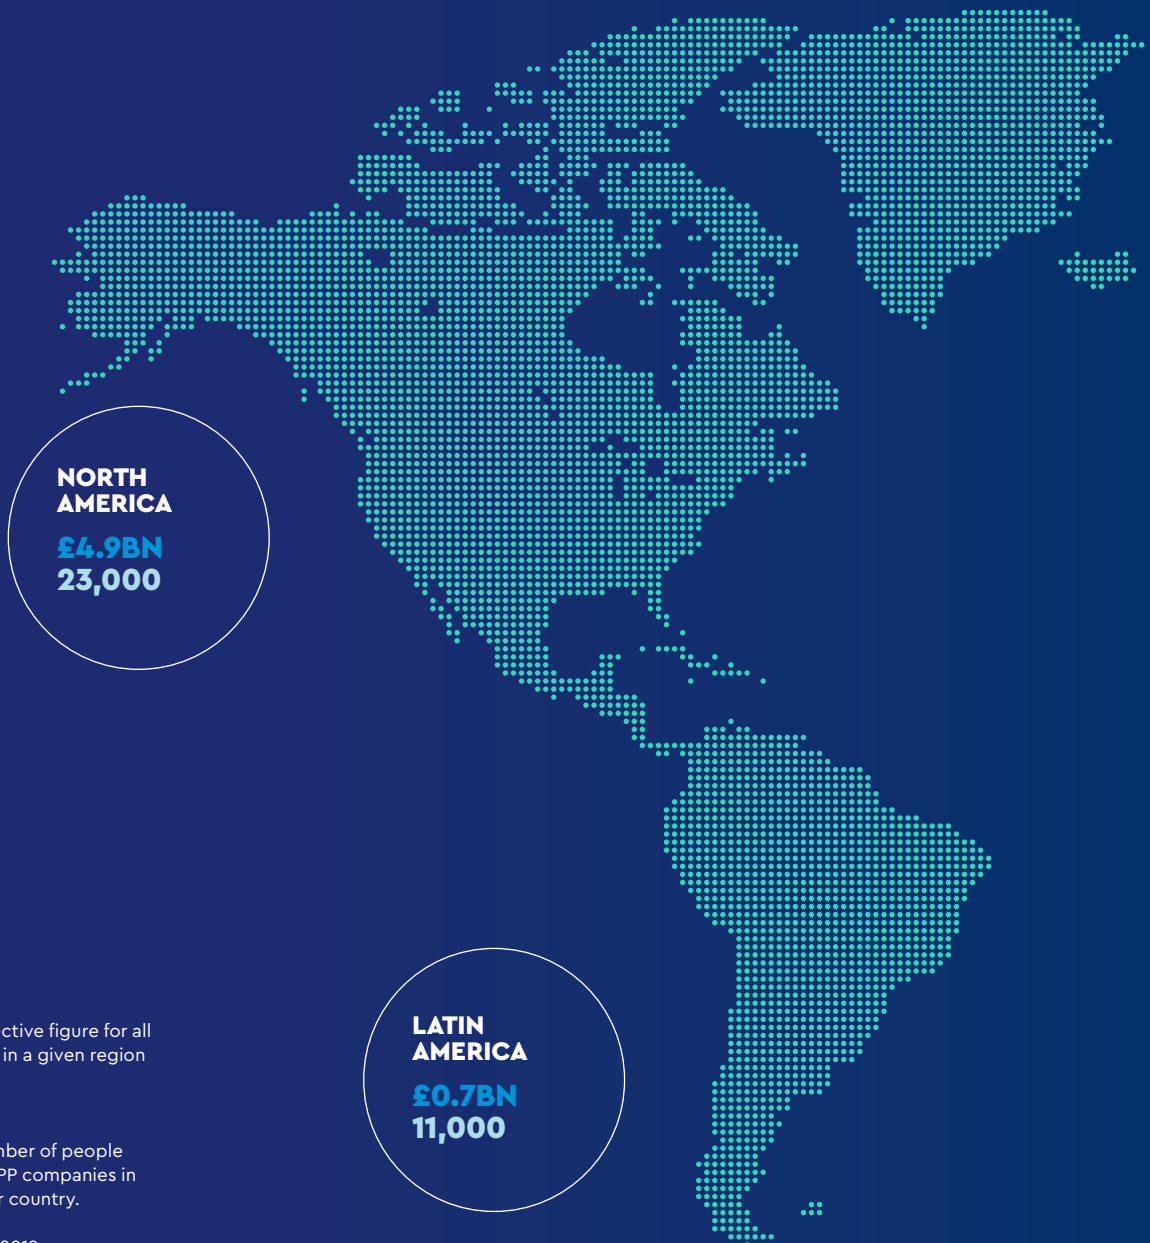 NORTH
AMERICA
£4.9BN
23,000
LATIN
AMERICA
£0.7BN
11,000
ctive figure for all
in a given region
nber of people
PP companies in
r country.